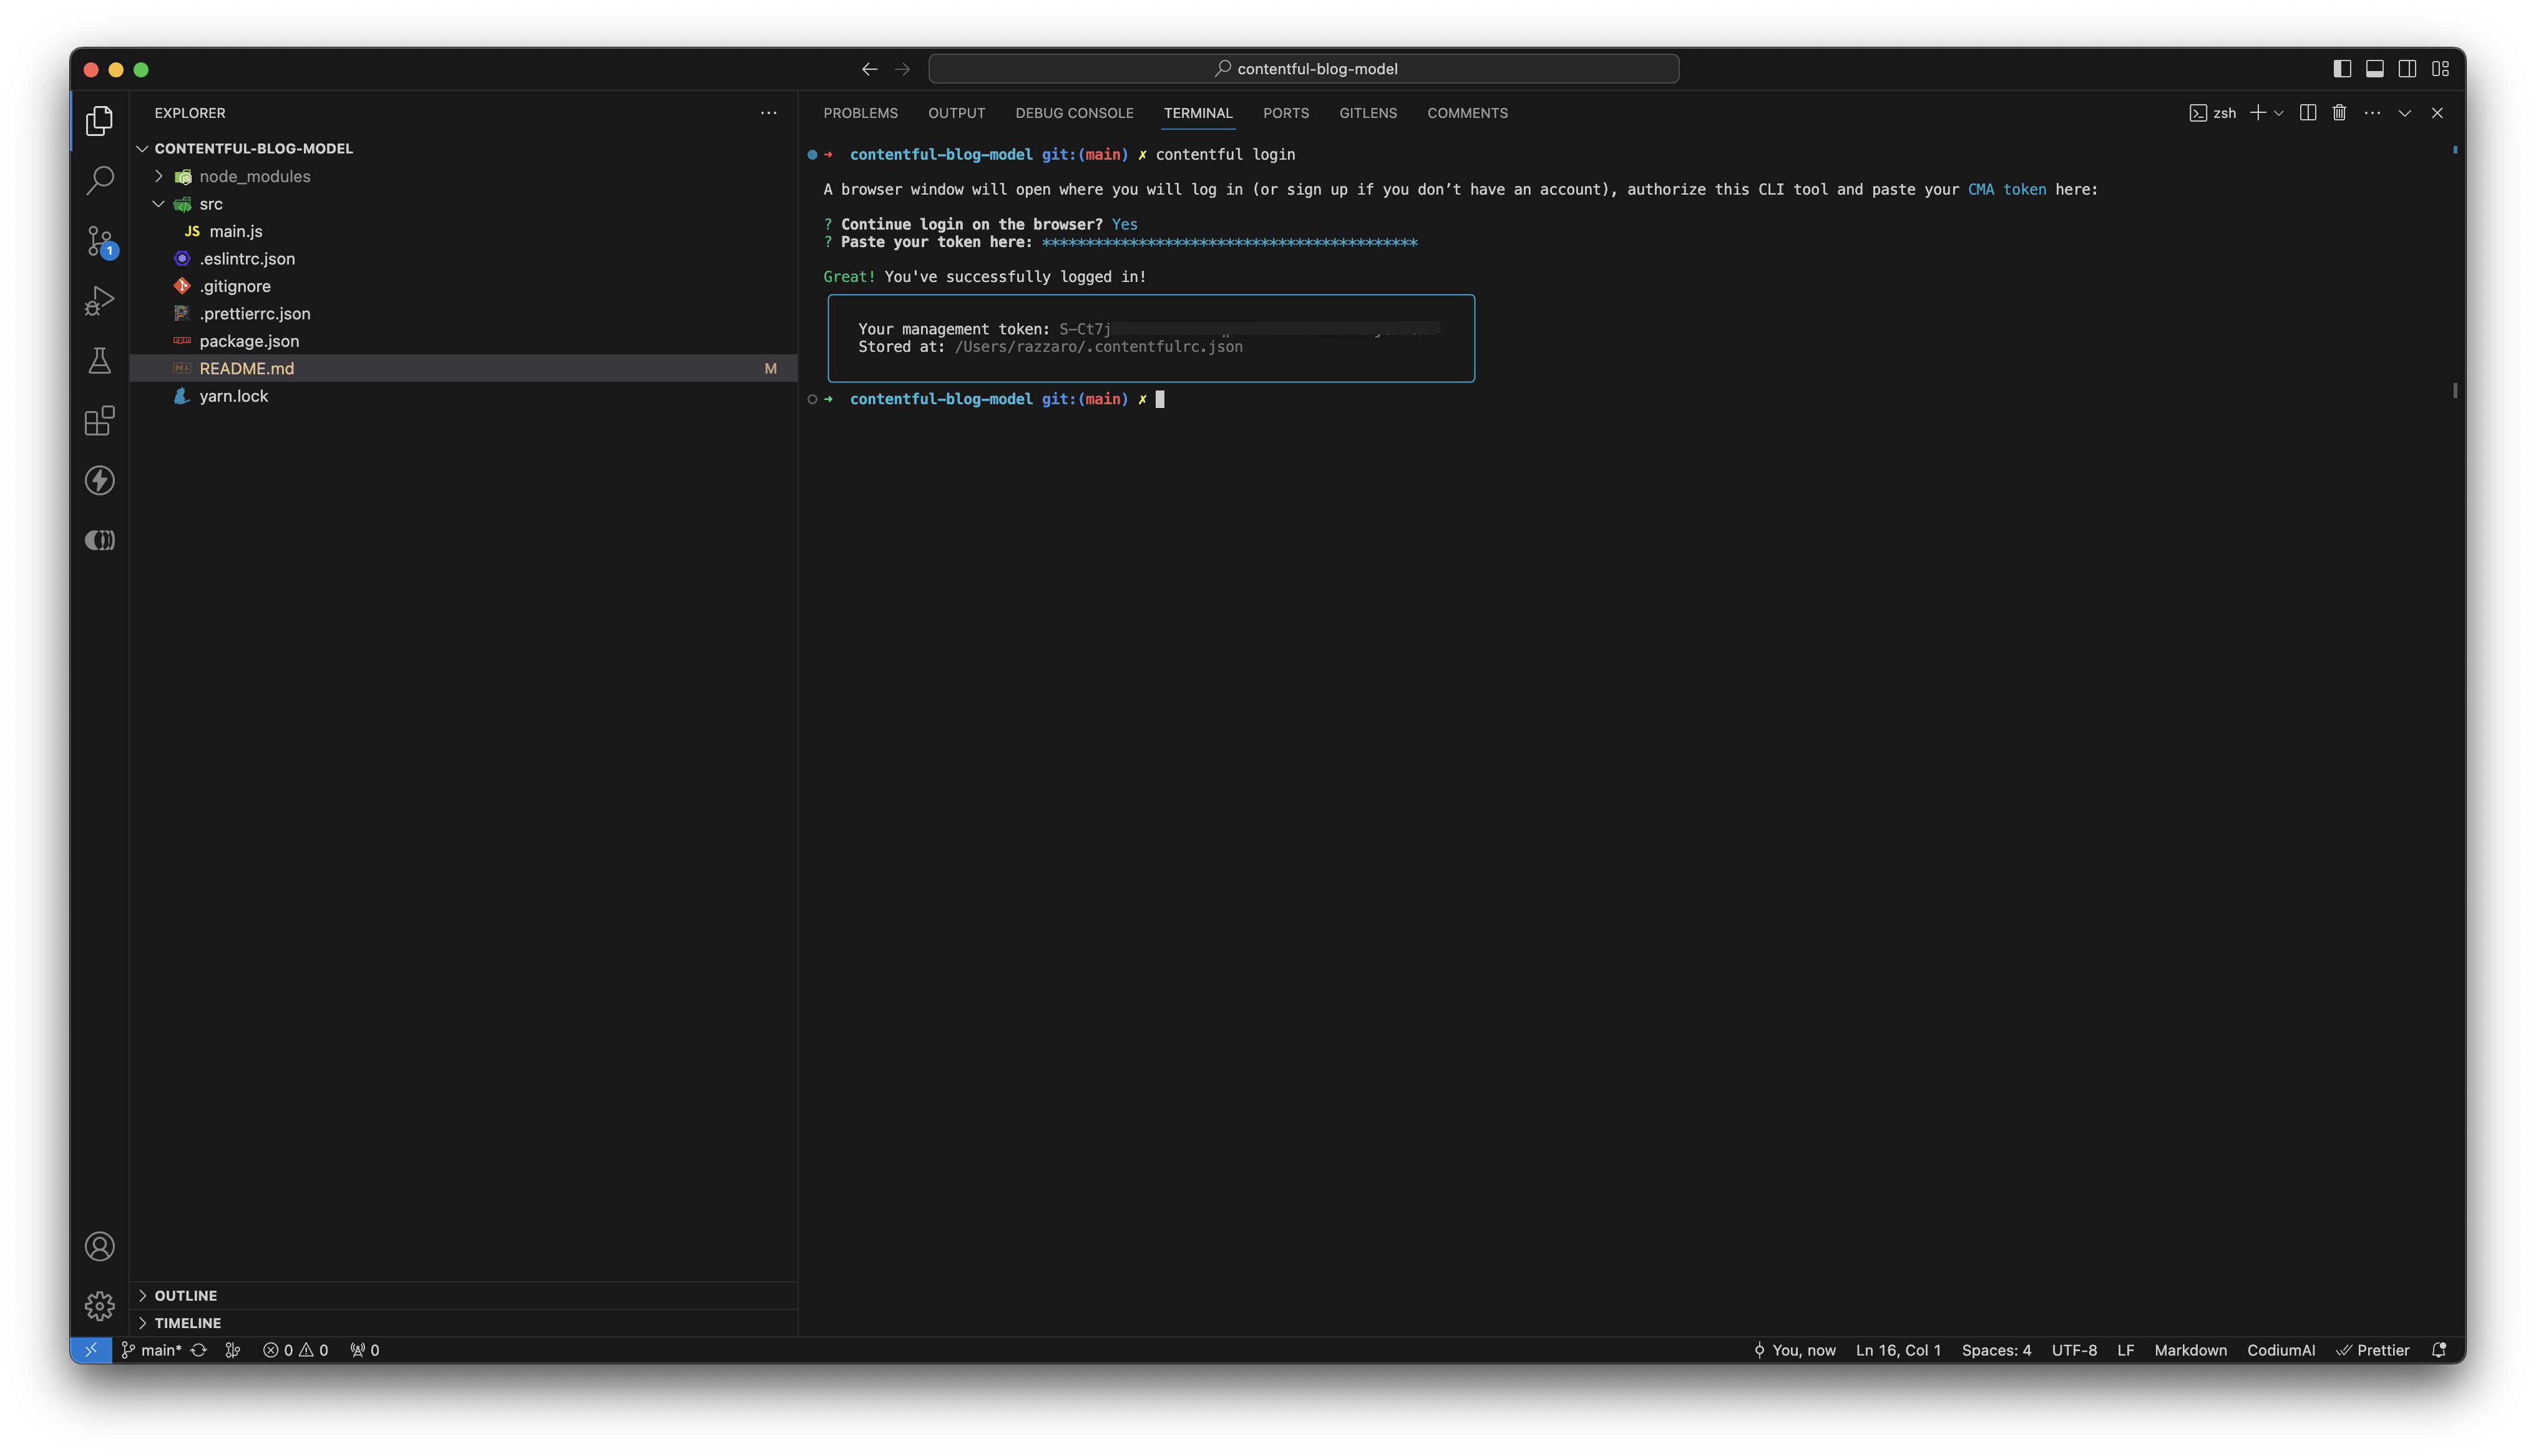 contentful-blog-model
EXPLORER
CONTENTFUL-BLOG-MODEL
node_modules
src
JS main.js
.eslintrc.json
.gitignore
.prettierrc.json
package.json
README.md M
yarn.lock
OUTLINE
TIMELINE
1
PROBLEMS OUTPUT DEBUG CONSOLE TERMINAL PORTS GITLENS COMMENTS
zsh
➜ contentful-blog-model git:(main) ✗ contentful login
A browser window will open where you will log in (or sign up if you don’t have an account), authorize this CLI tool and paste your CMA token here:
? Continue login on the browser? Yes
? Paste your token here: *******************************************
Great! You've successfully logged in!
Your management token: S-Ct7j
Stored at: /Users/razzaro/.contentfulrc.json
➜ contentful-blog-model git:(main) ✗
main* 0 0 0
You, now Ln 16, Col 1 Spaces: 4 UTF-8 LF Markdown CodiumAI Prettier